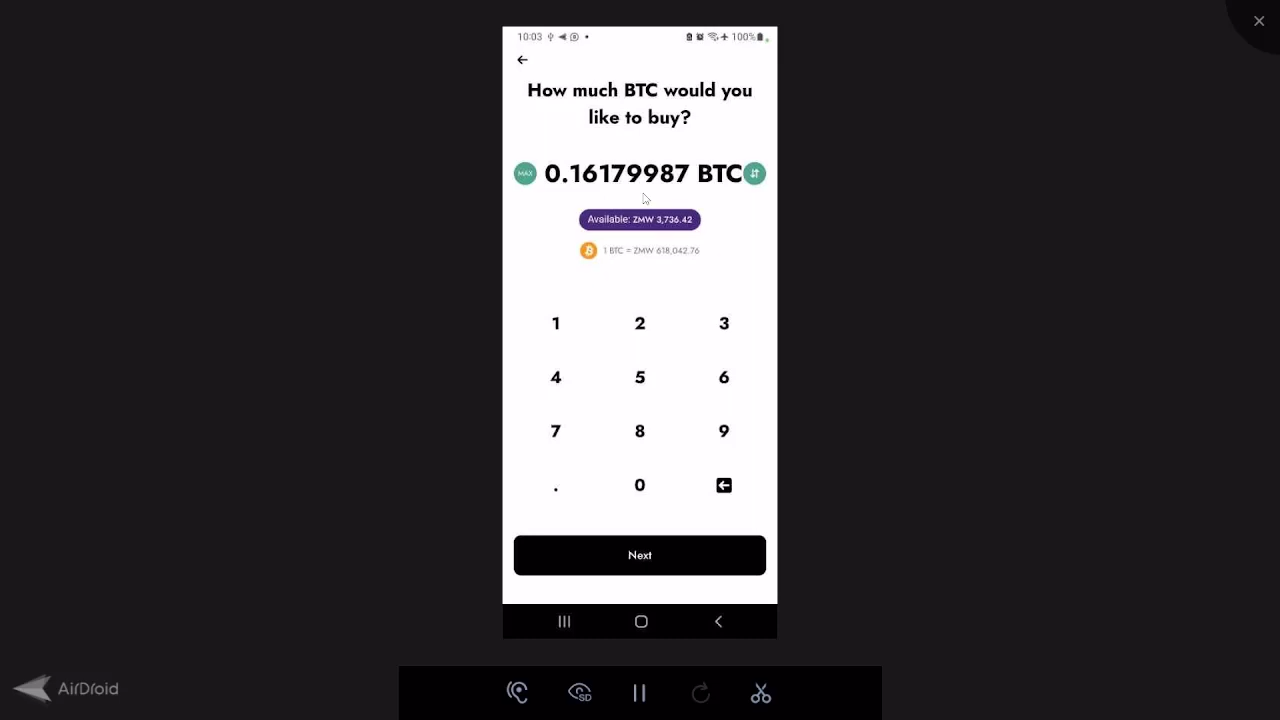 10:03
100%
How much BTC would you
like to buy?
MAX
0.16179987 BTC
Available: ZMW 3,736.42
1 BTC = ZMW 618,042.76
1 2 3
4 5 6
7 8 9
. 0
Next
SD
AirDroid